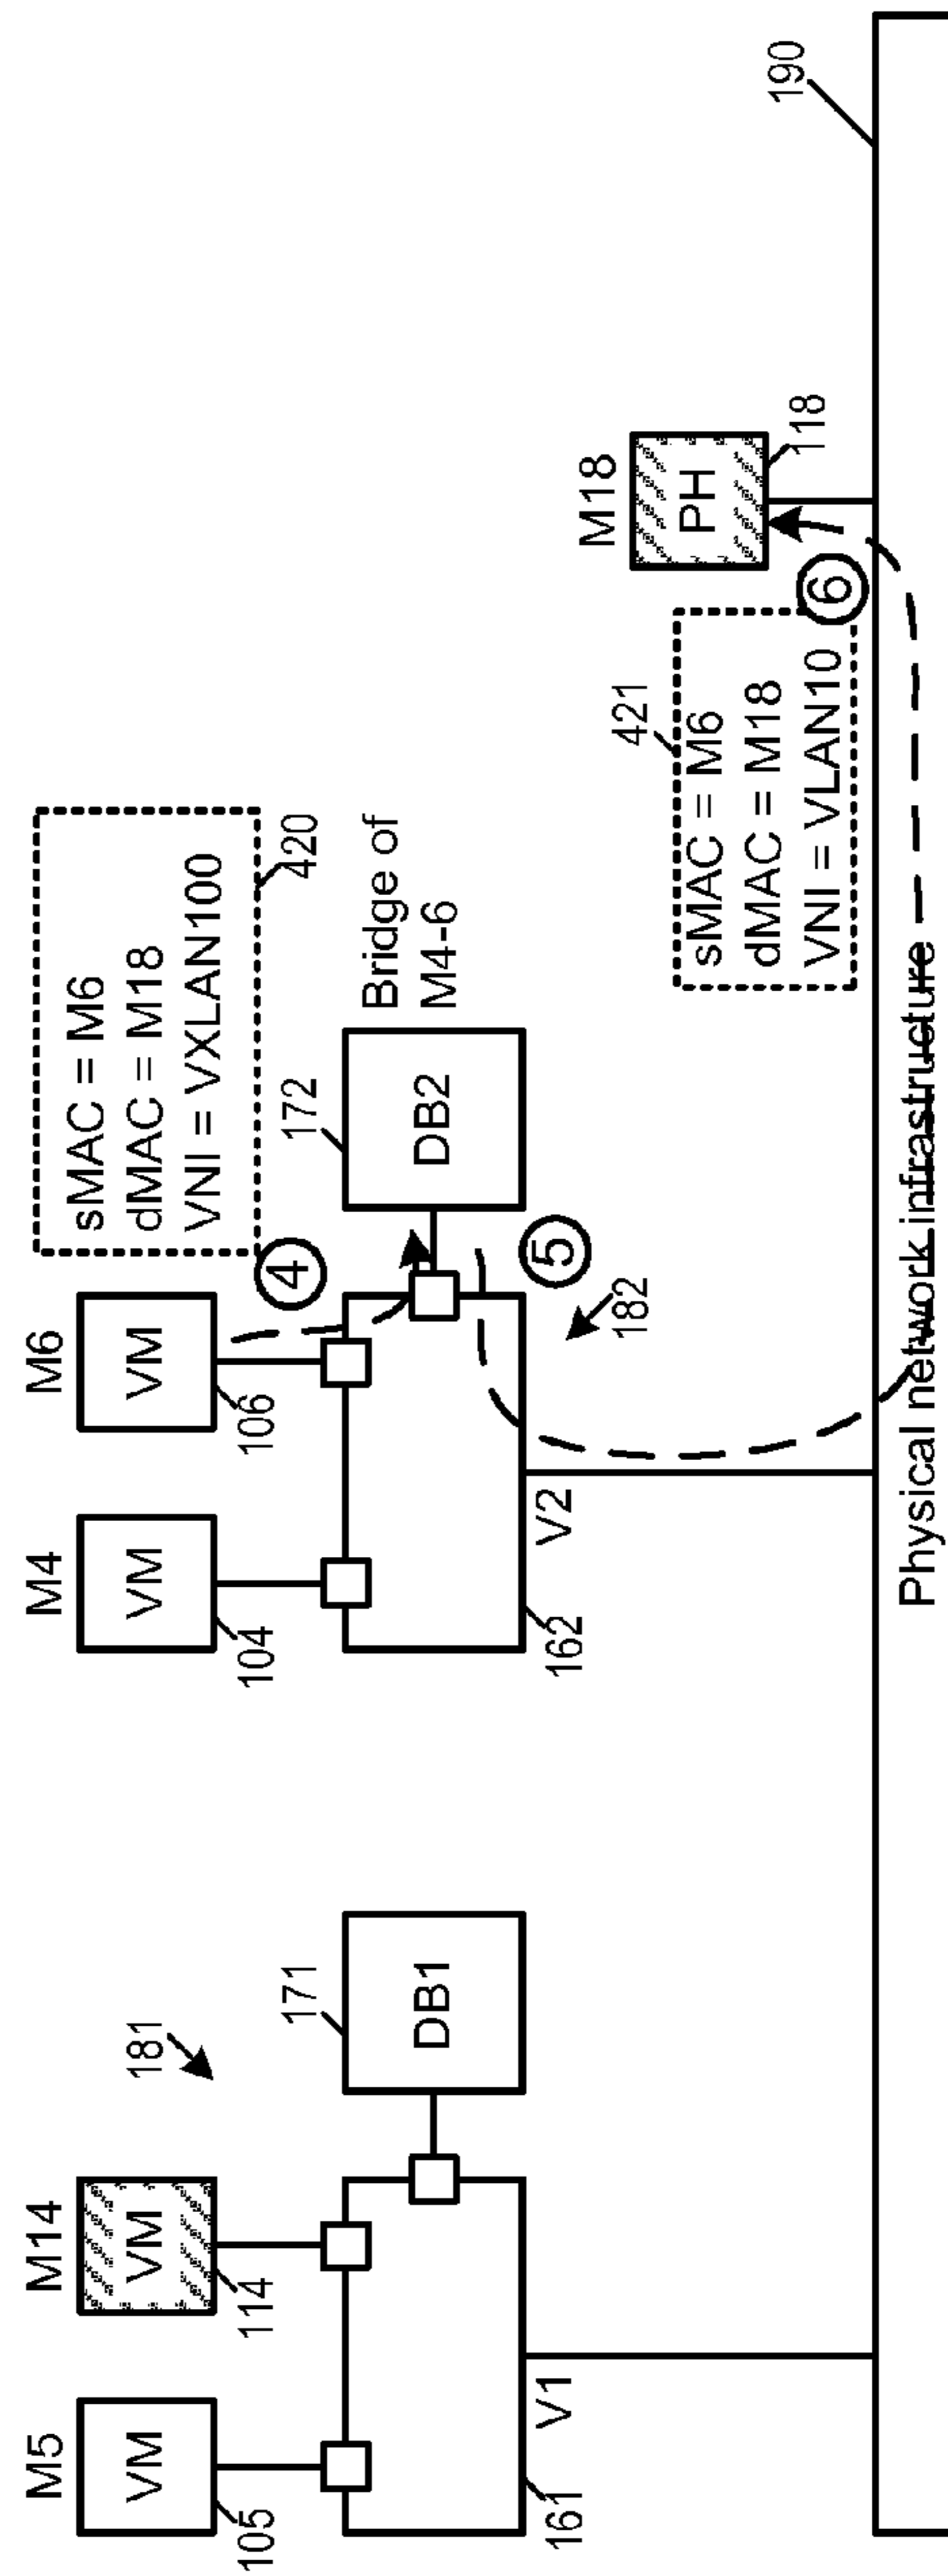 M5
VM
105
M14
VM
114
181
161
V1
171
DB1
M4
VM
104
M6
VM
106
162
V2
182
172
DB2
Bridge of
M4-6
4
5
sMAC = M6
dMAC = M18
VNI = VXLAN100
420
421
sMAC = M6
dMAC = M18
VNI = VLAN10
6
M18
PH
118
190
Physical network infrastructure